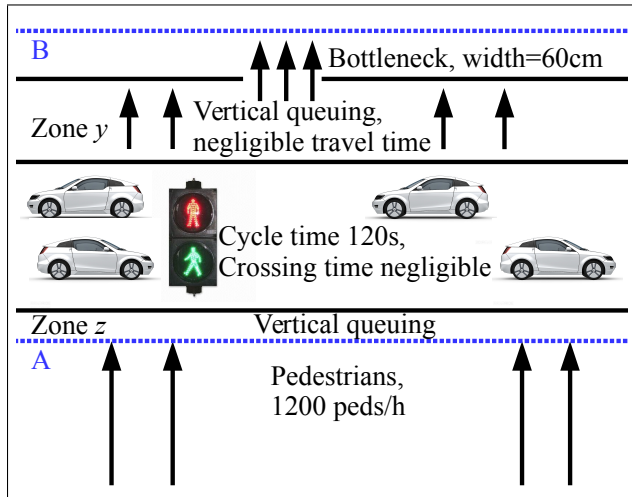 B
Bottleneck, width=60cm
Zone y
Vertical queuing,
negligible travel time
Cycle time 120s,
Crossing time negligible
Zone z
Vertical queuing
A
Pedestrians,
1200 peds/h